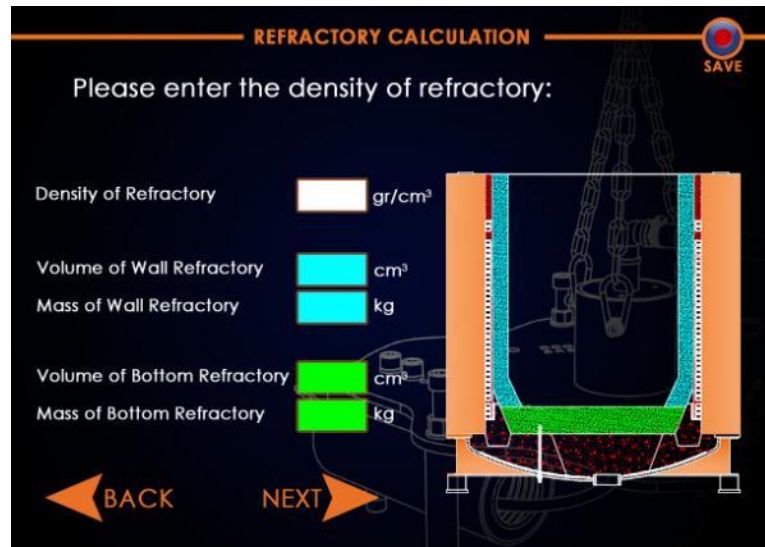 REFRACTORY CALCULATION
SAVE
Please enter the density of refractory:
Density of Refractory gr/cm³
Volume of Wall Refractory cm³
Mass of Wall Refractory kg
Volume of Bottom Refractory cm³
Mass of Bottom Refractory kg
BACK NEXT